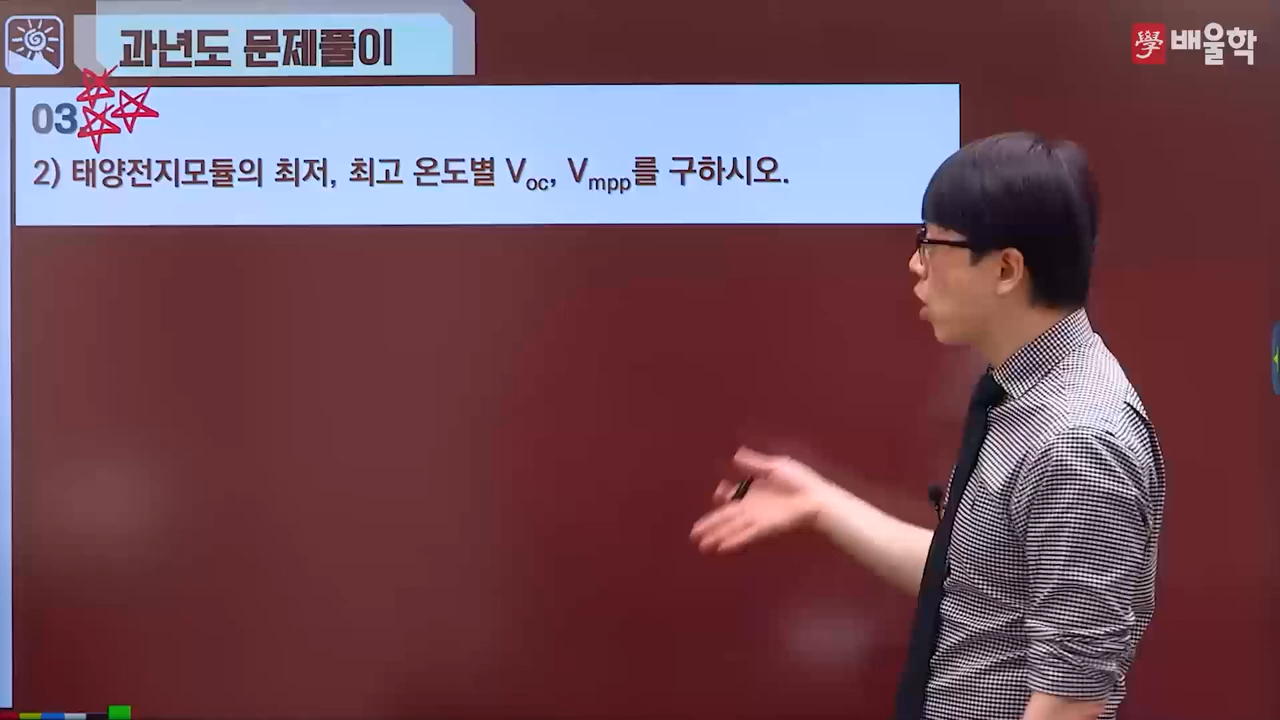 과년도 문제풀이
學 배울학
03
2) 태양전지모듈의 최저, 최고 온도별 Voc, Vmpp를 구하시오.